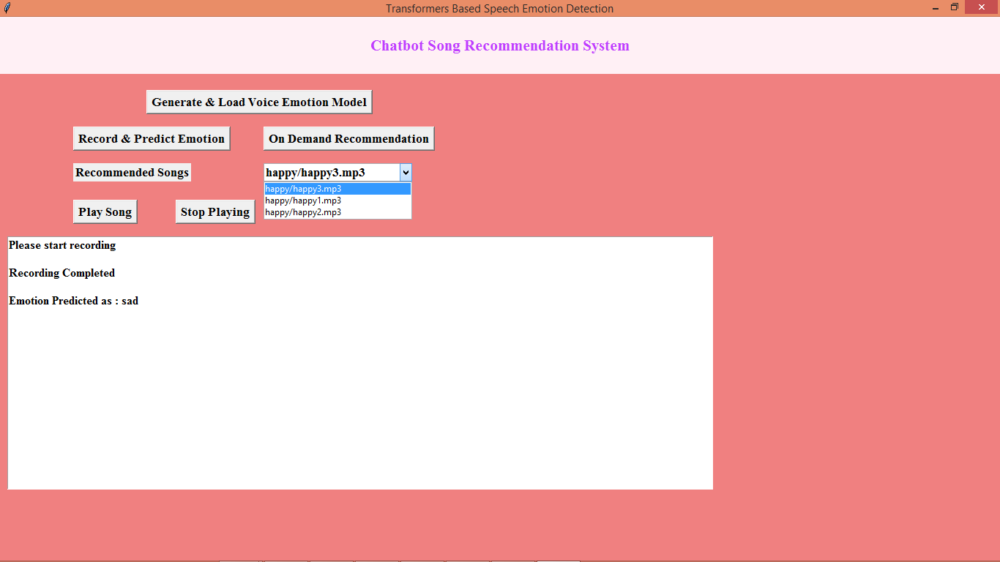 Transformers Based Speech Emotion Detection
Chatbot Song Recommendation System
Generate & Load Voice Emotion Model
Record & Predict Emotion
On Demand Recommendation
Recommended Songs
happy/happy3.mp3
happy/happy3.mp3
happy/happy1.mp3
happy/happy2.mp3
Play Song
Stop Playing
Please start recording
Recording Completed
Emotion Predicted as : sad